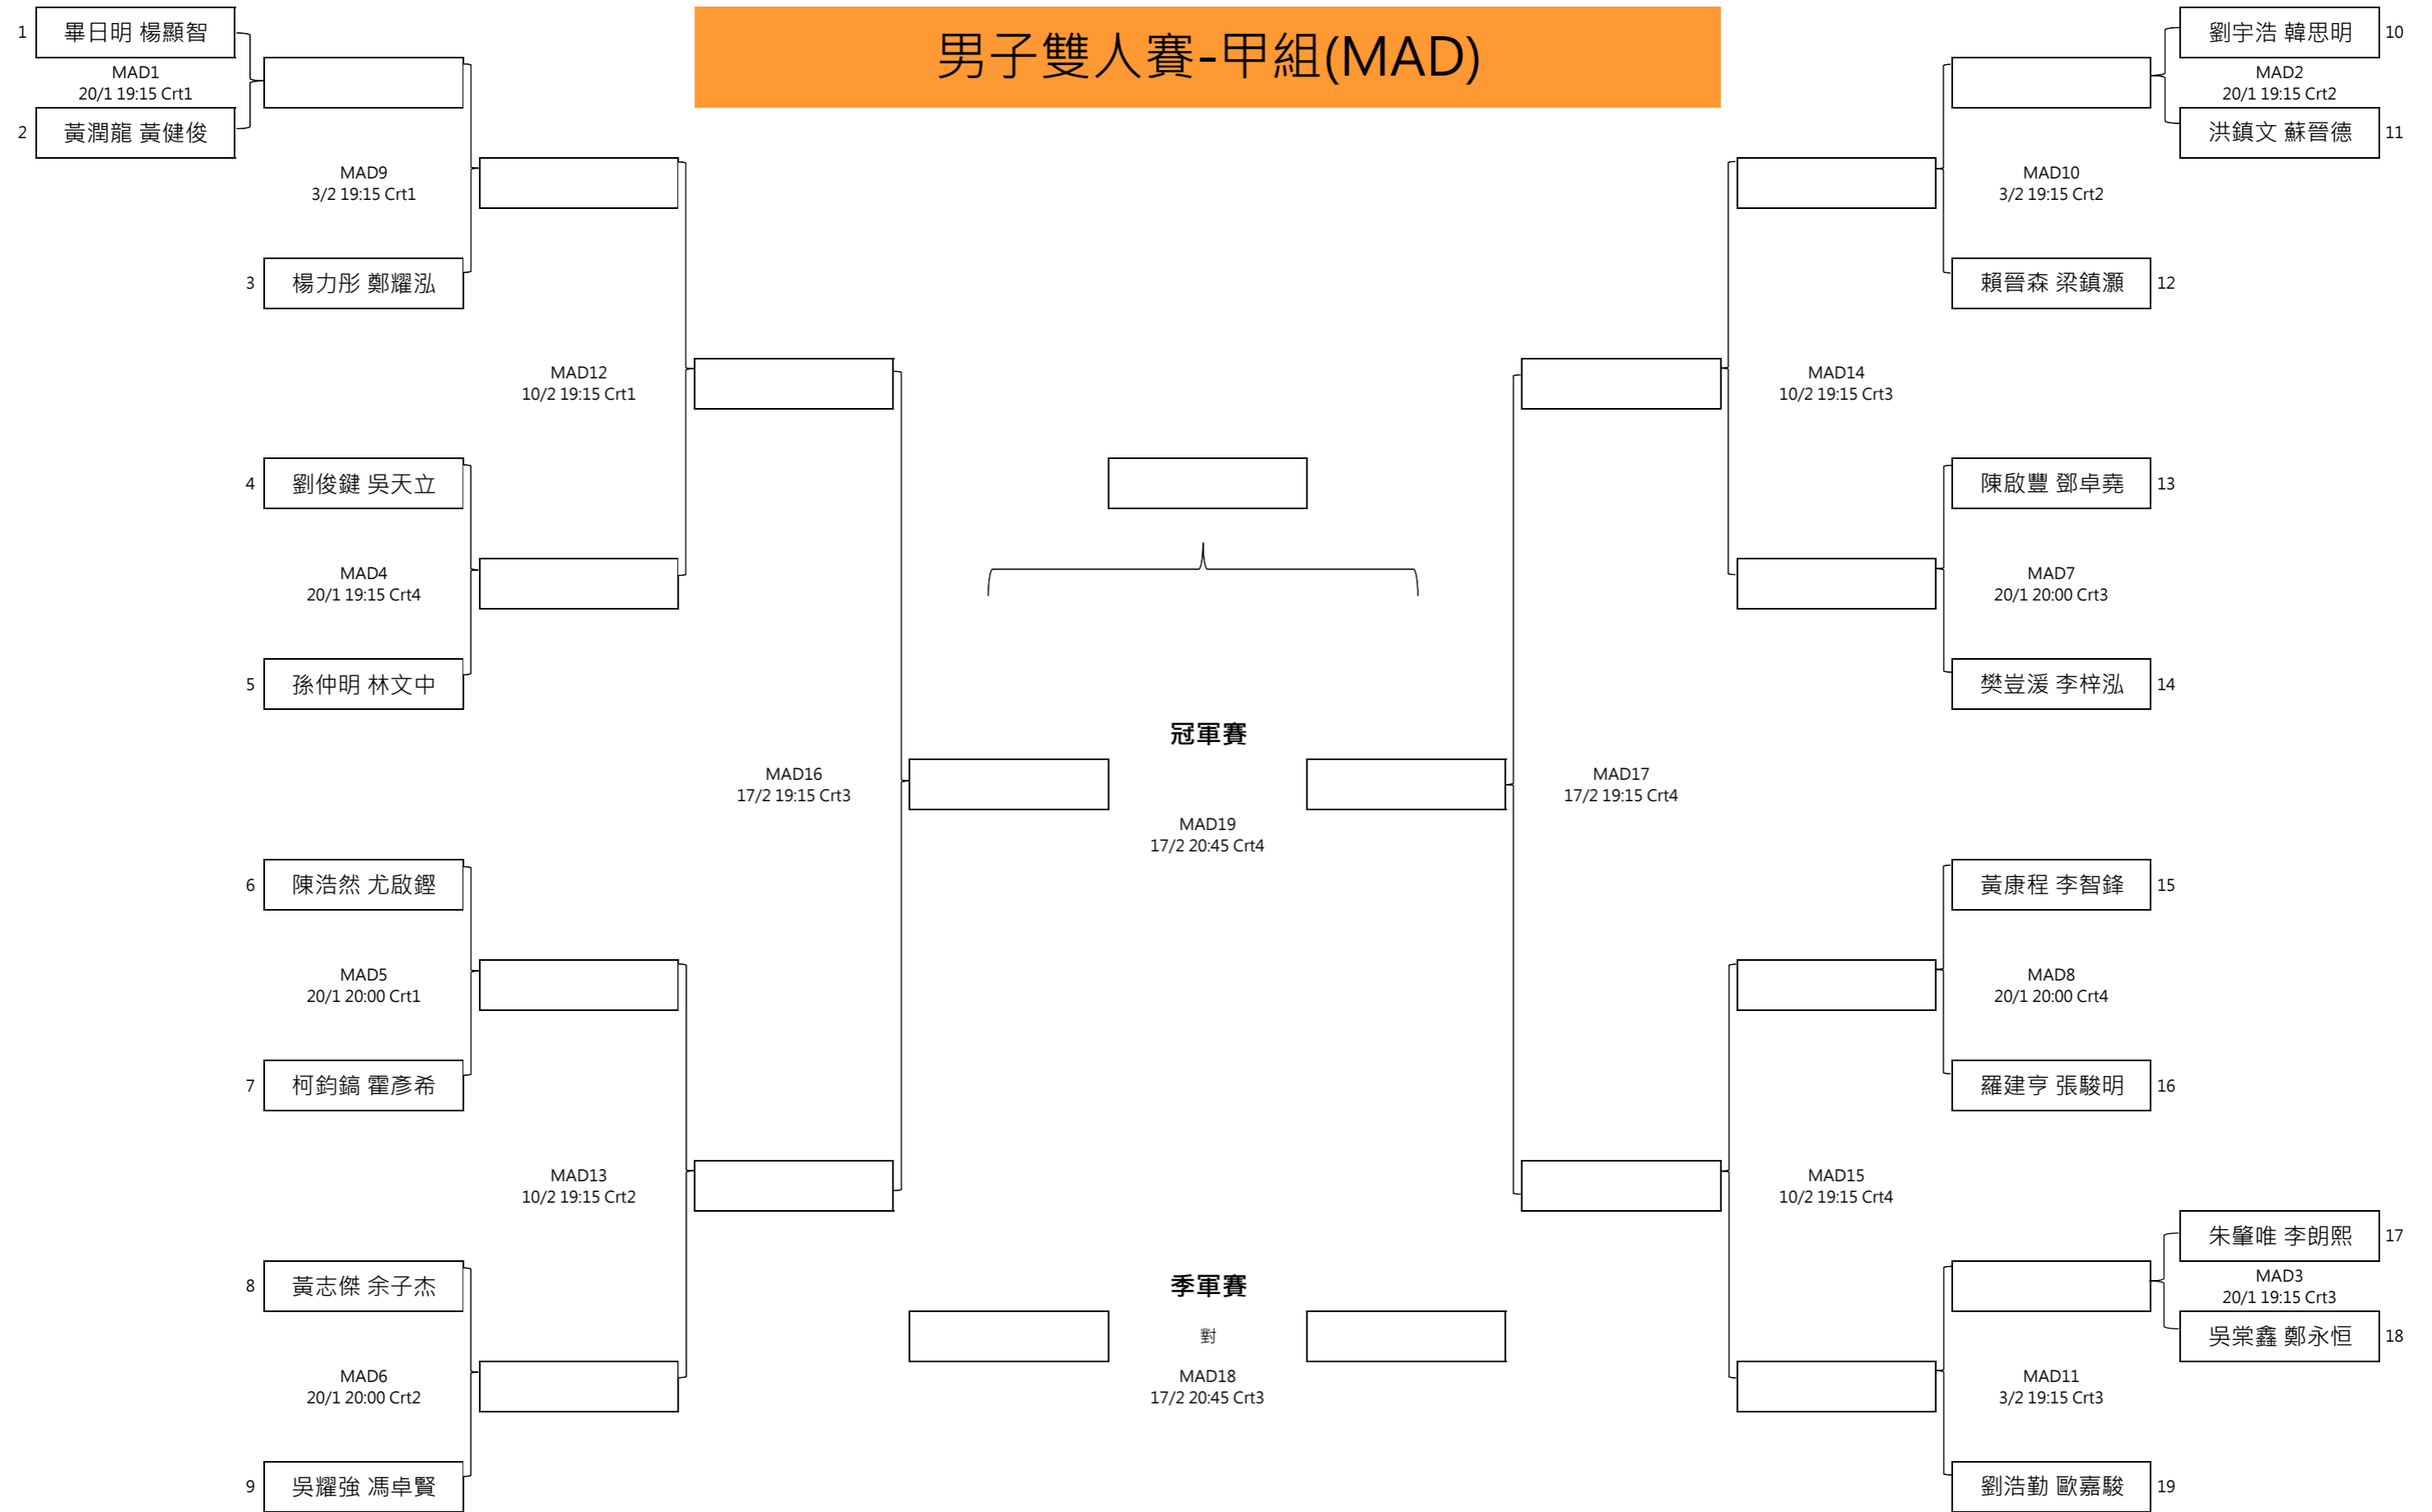 男子雙人賽-甲組(MAD)
1 畢日明 楊顯智
MAD1
20/1 19:15 Crt1
2 黃潤龍 黃健俊
MAD9
3/2 19:15 Crt1
3 楊力彤 鄭耀泓
MAD12
10/2 19:15 Crt1
4 劉俊鍵 吳天立
MAD4
20/1 19:15 Crt4
5 孫仲明 林文中
MAD16
17/2 19:15 Crt3
6 陳浩然 尤啟鏗
MAD5
20/1 20:00 Crt1
7 柯鈞鎬 霍彥希
MAD13
10/2 19:15 Crt2
8 黃志傑 余子杰
MAD6
20/1 20:00 Crt2
9 吳耀強 馮卓賢
冠軍賽
MAD19
17/2 20:45 Crt4
季軍賽
對
MAD18
17/2 20:45 Crt3
劉宇浩 韓思明 10
MAD2
20/1 19:15 Crt2
洪鎮文 蘇晉德 11
MAD10
3/2 19:15 Crt2
賴晉森 梁鎮灝 12
MAD14
10/2 19:15 Crt3
陳啟豐 鄧卓堯 13
MAD7
20/1 20:00 Crt3
樊豈湲 李梓泓 14
MAD17
17/2 19:15 Crt4
黃康程 李智鋒 15
MAD8
20/1 20:00 Crt4
羅建亨 張駿明 16
MAD15
10/2 19:15 Crt4
朱肇唯 李朗熙 17
MAD3
20/1 19:15 Crt3
吳棠鑫 鄭永恒 18
MAD11
3/2 19:15 Crt3
劉浩勤 歐嘉駿 19